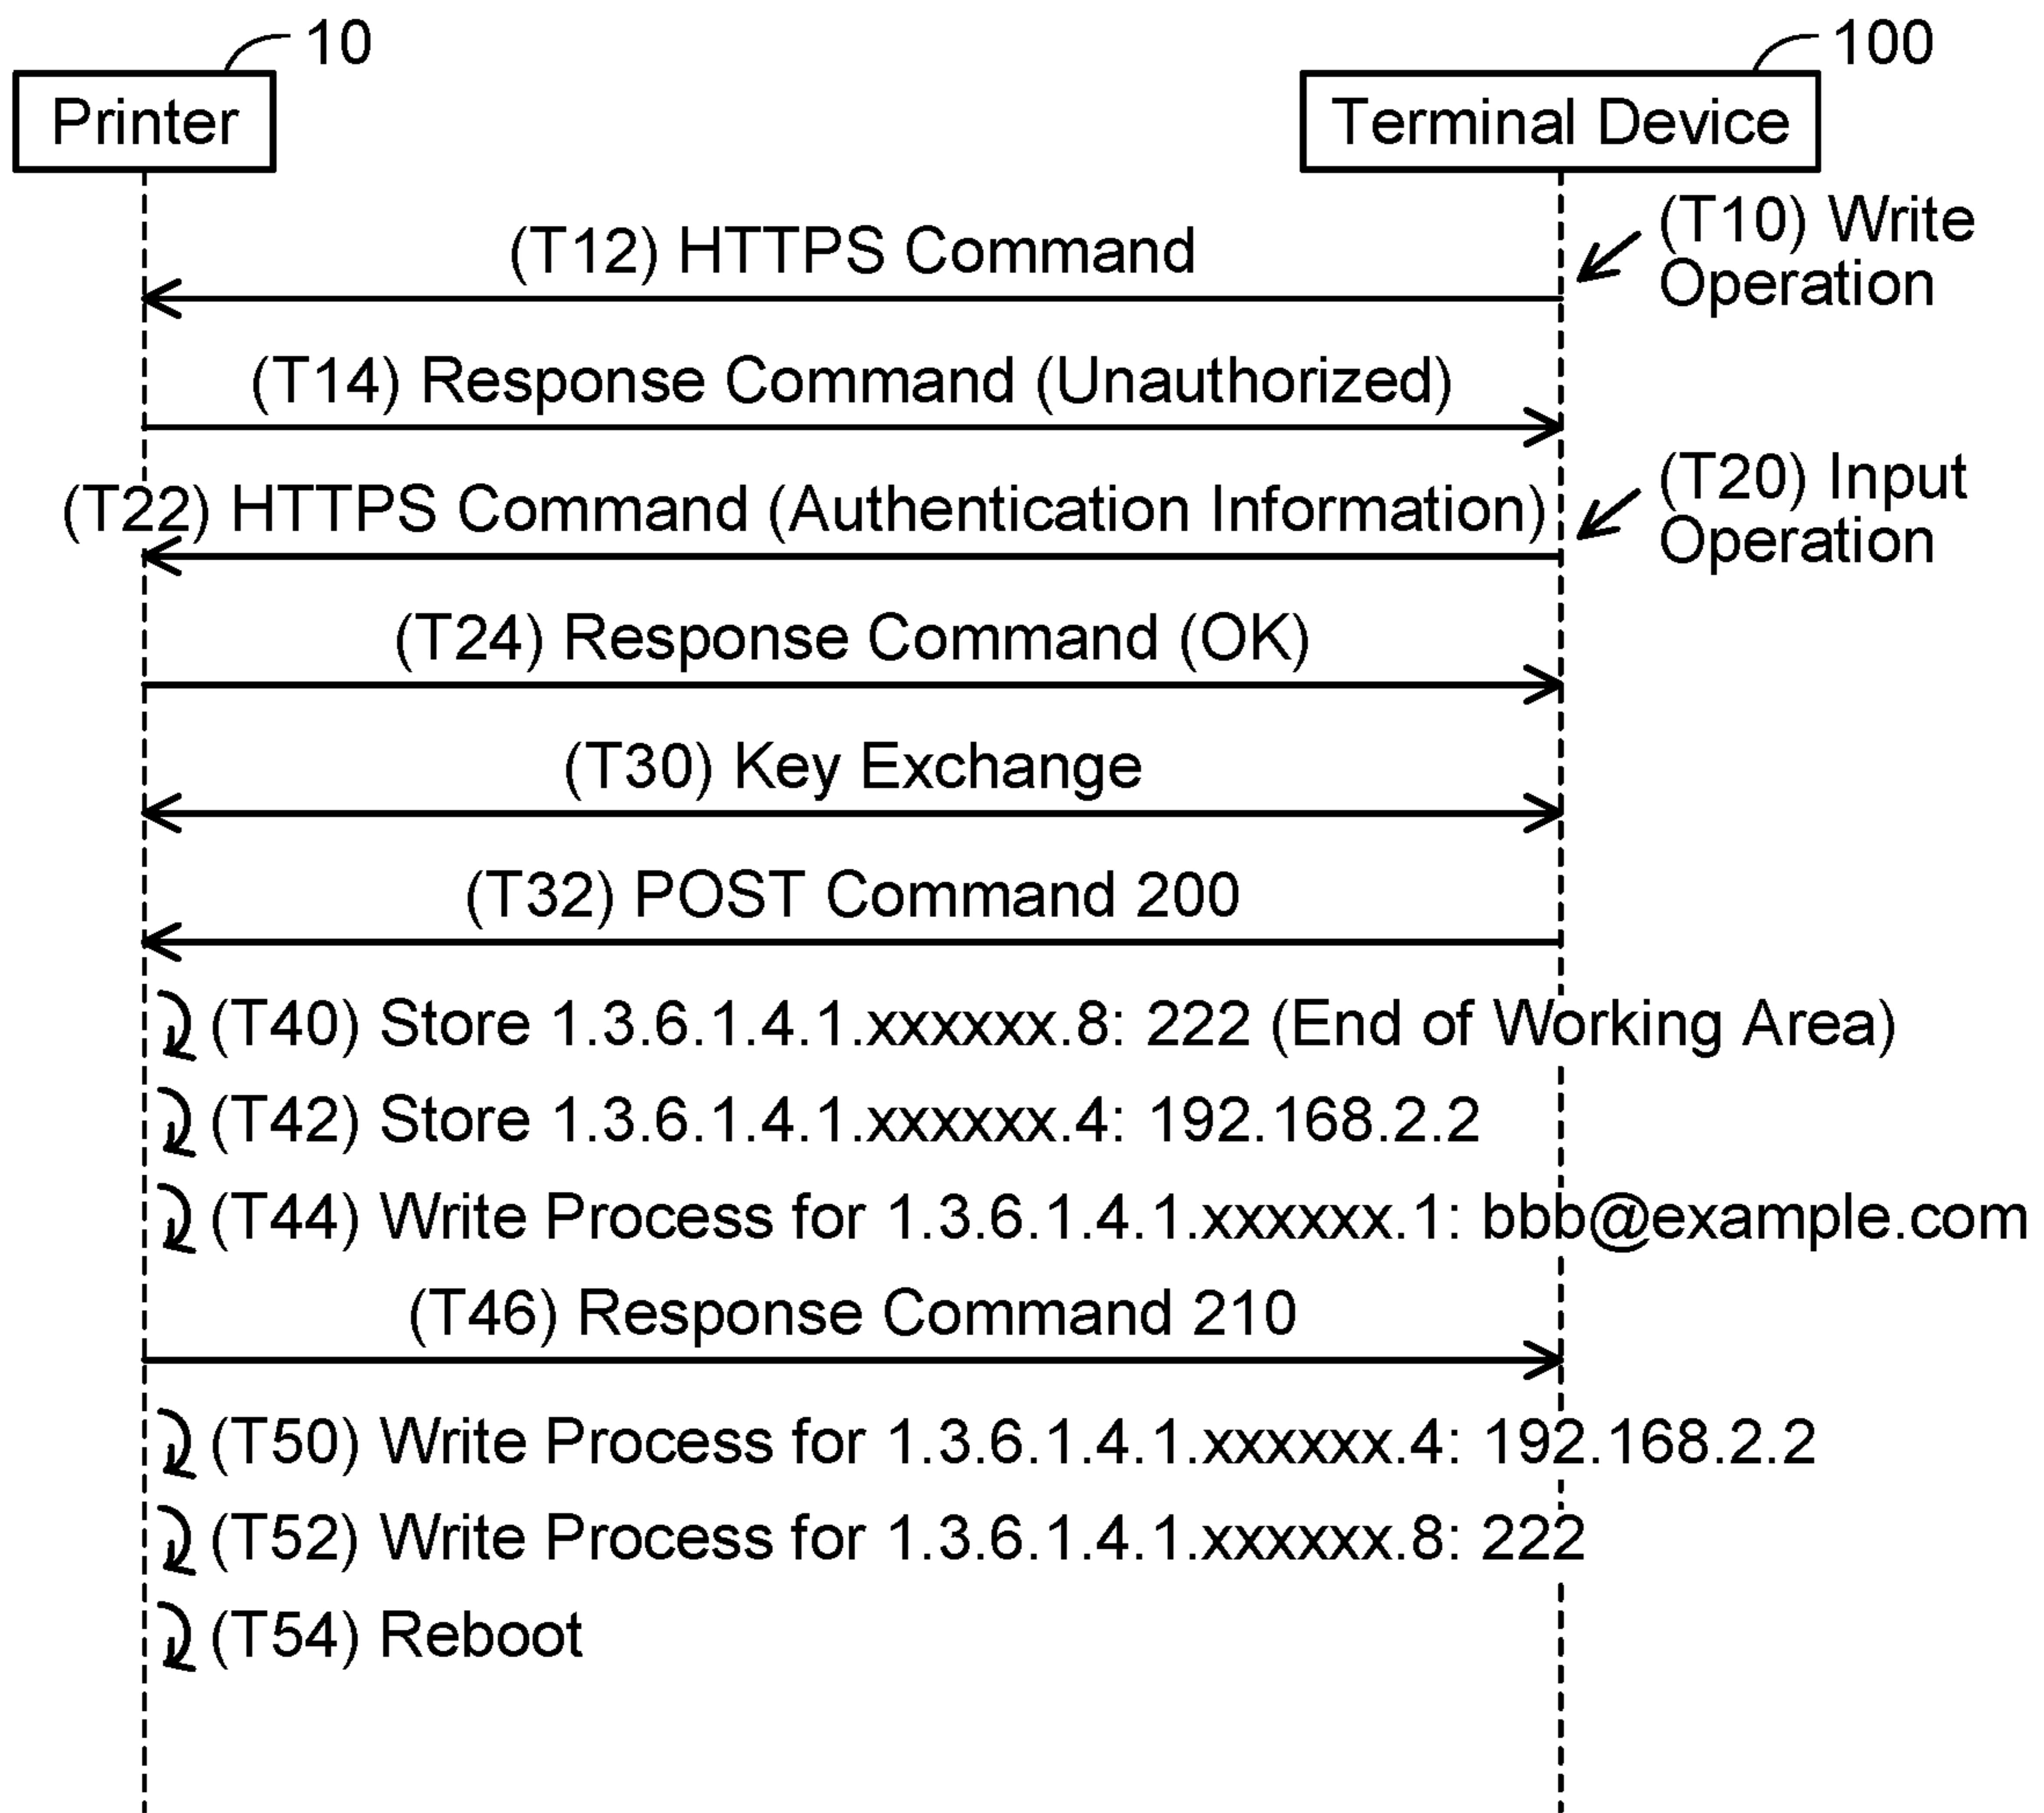 10
100
Printer
Terminal Device
(T10) Write
Operation
(T12) HTTPS Command
(T14) Response Command (Unauthorized)
(T20) Input
Operation
(T22) HTTPS Command (Authentication Information)
(T24) Response Command (OK)
(T30) Key Exchange
(T32) POST Command 200
(T40) Store 1.3.6.1.4.1.xxxxxx.8: 222 (End of Working Area)
(T42) Store 1.3.6.1.4.1.xxxxxx.4: 192.168.2.2
(T44) Write Process for 1.3.6.1.4.1.xxxxxx.1: bbb@example.com
(T46) Response Command 210
(T50) Write Process for 1.3.6.1.4.1.xxxxxx.4: 192.168.2.2
(T52) Write Process for 1.3.6.1.4.1.xxxxxx.8: 222
(T54) Reboot